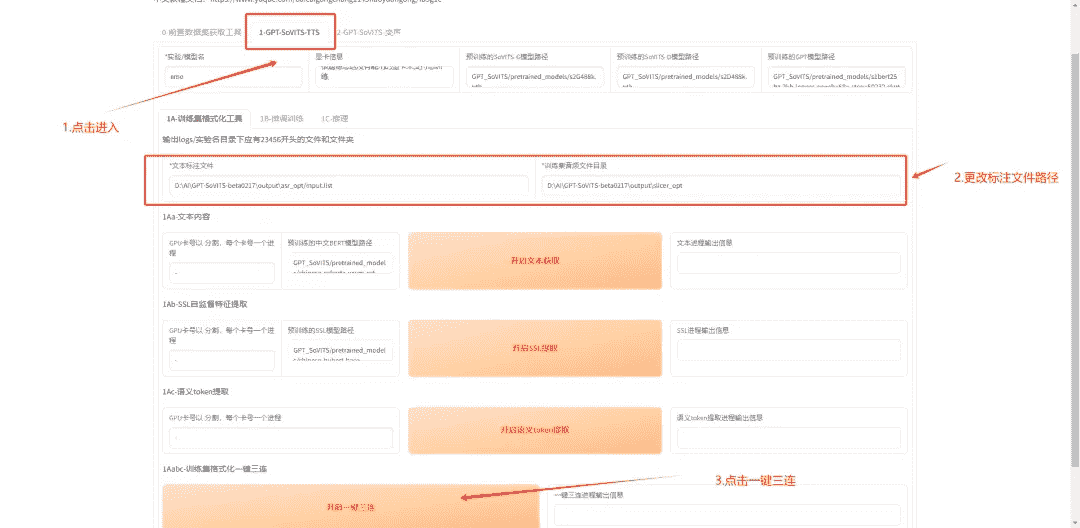 0-前置数据集获取工具
1-GPT-SoVITS-TTS
2-GPT-SoVITS-变声
*实验/模型名
显卡信息
预训练的SoVITS-G模型路径
预训练的SoVITS-D模型路径
预训练的GPT模型路径
GPT_SoVITS/pretrained_models/s2G488k.
GPT_SoVITS/pretrained_models/s2D488k.
GPT_SoVITS/pretrained_models/s1bert25
1.点击进入
1A-训练集格式化工具
1B-微调训练
1C-推理
输出logs/实验名目录下应有23456开头的文件和文件夹
*文本标注文件
*训练集音频文件目录
D:\AI\GPT-SoVITS-beta0217\output\asr_opt/input.list
D:\AI\GPT-SoVITS-beta0217\output\slicer_opt
2.更改标注文件路径
1Aa-文本内容
GPU卡号以-分割，每个卡号一个进程
预训练的中文BERT模型路径
GPT_SoVITS/pretrained_model
开启文本获取
文本进程输出信息
1Ab-SSL自监督特征提取
GPU卡号以-分割，每个卡号一个进程
预训练的SSL模型路径
GPT_SoVITS/pretrained_model
开启SSL提取
SSL进程输出信息
1Ac-语义token提取
GPU卡号以-分割，每个卡号一个进程
开启语义token提取
语义token提取进程输出信息
1Aabc-训练集格式化一键三连
3.点击一键三连
开启一键三连
一键三连进程输出信息